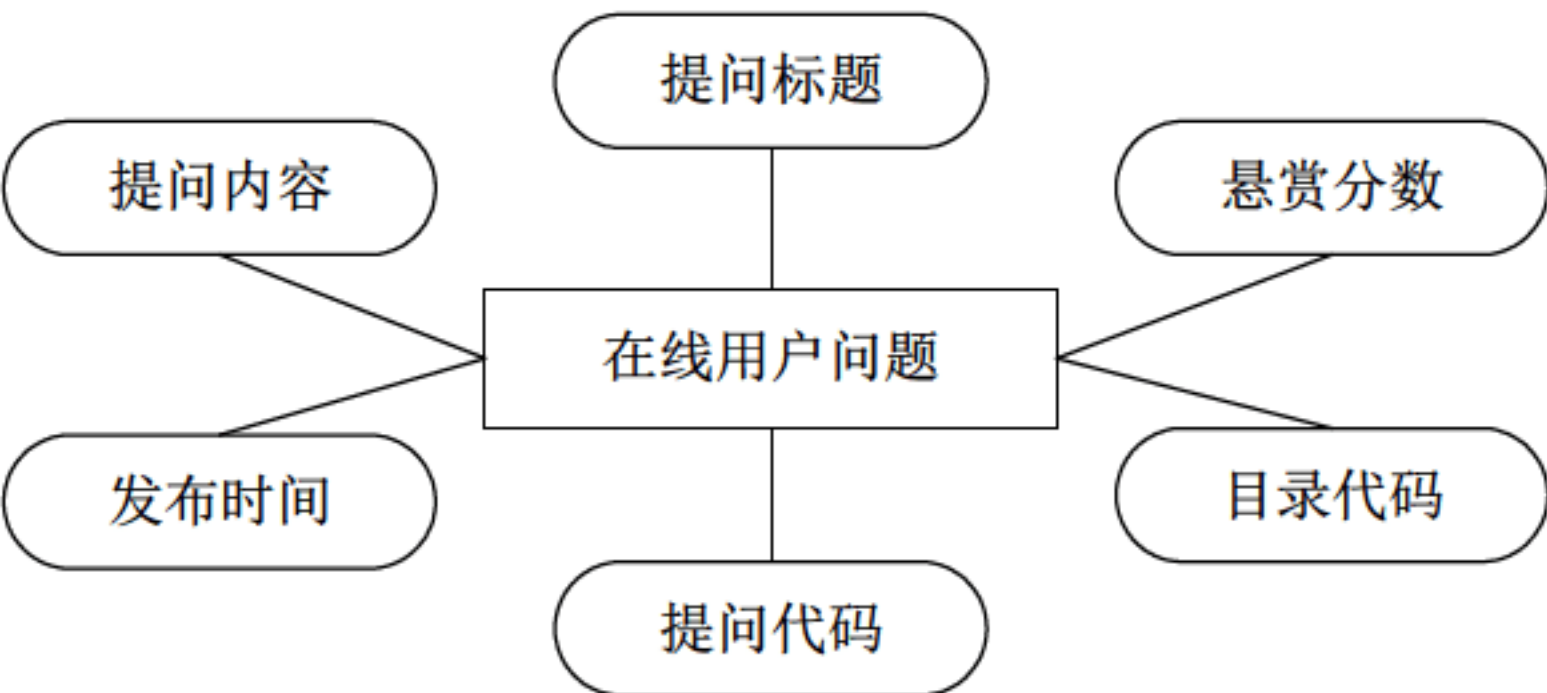 提问标题
提问内容
悬赏分数
在线用户问题
发布时间
目录代码
提问代码